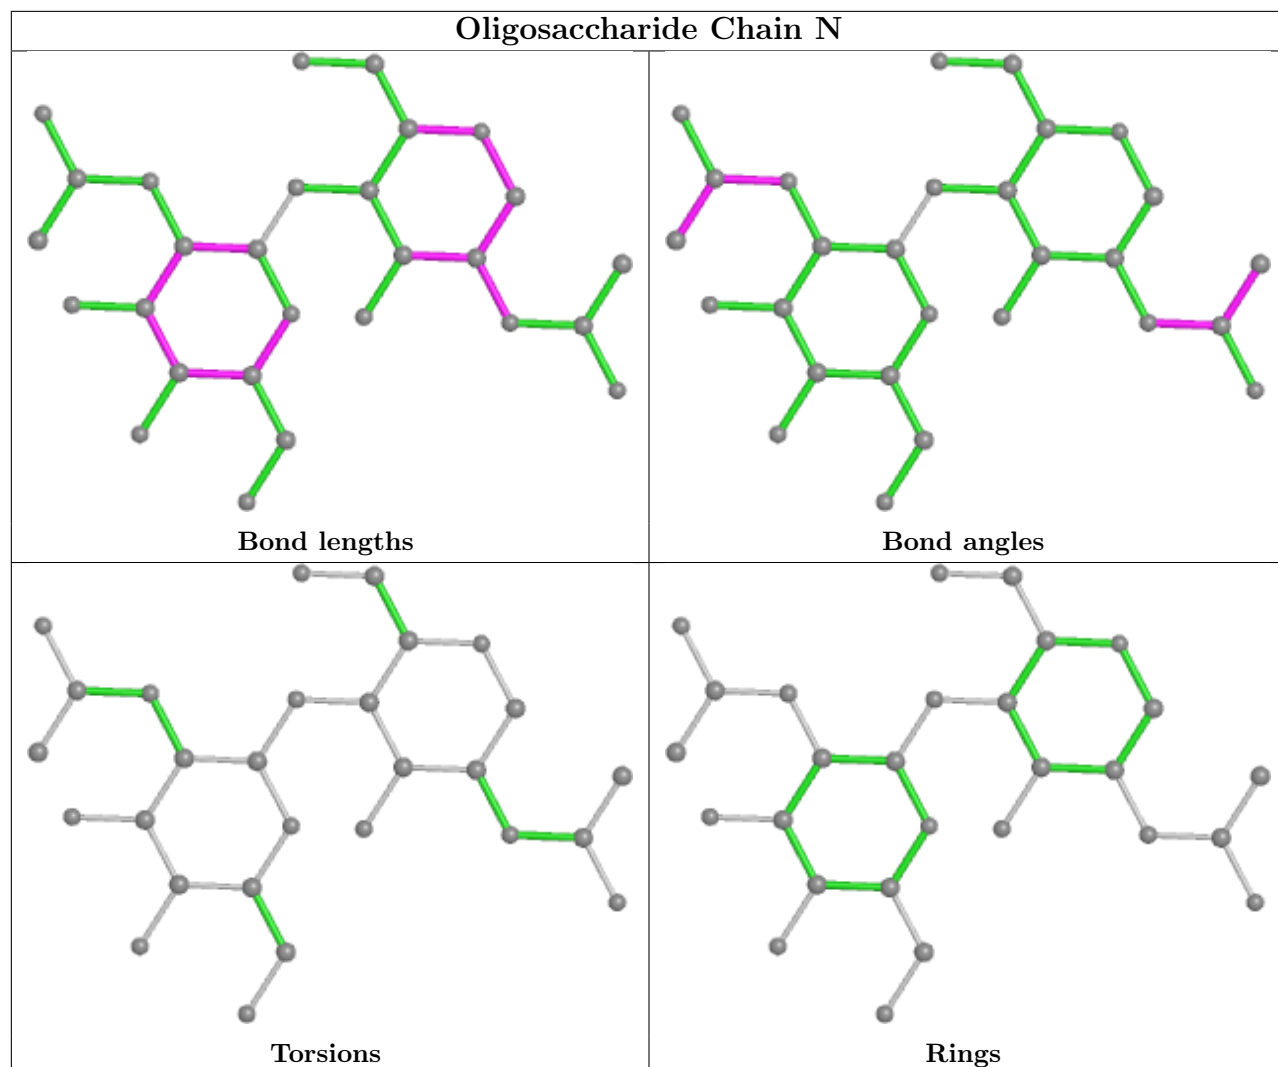 Oligosaccharide Chain N
Bond lengths
Bond angles
Torsions
Rings